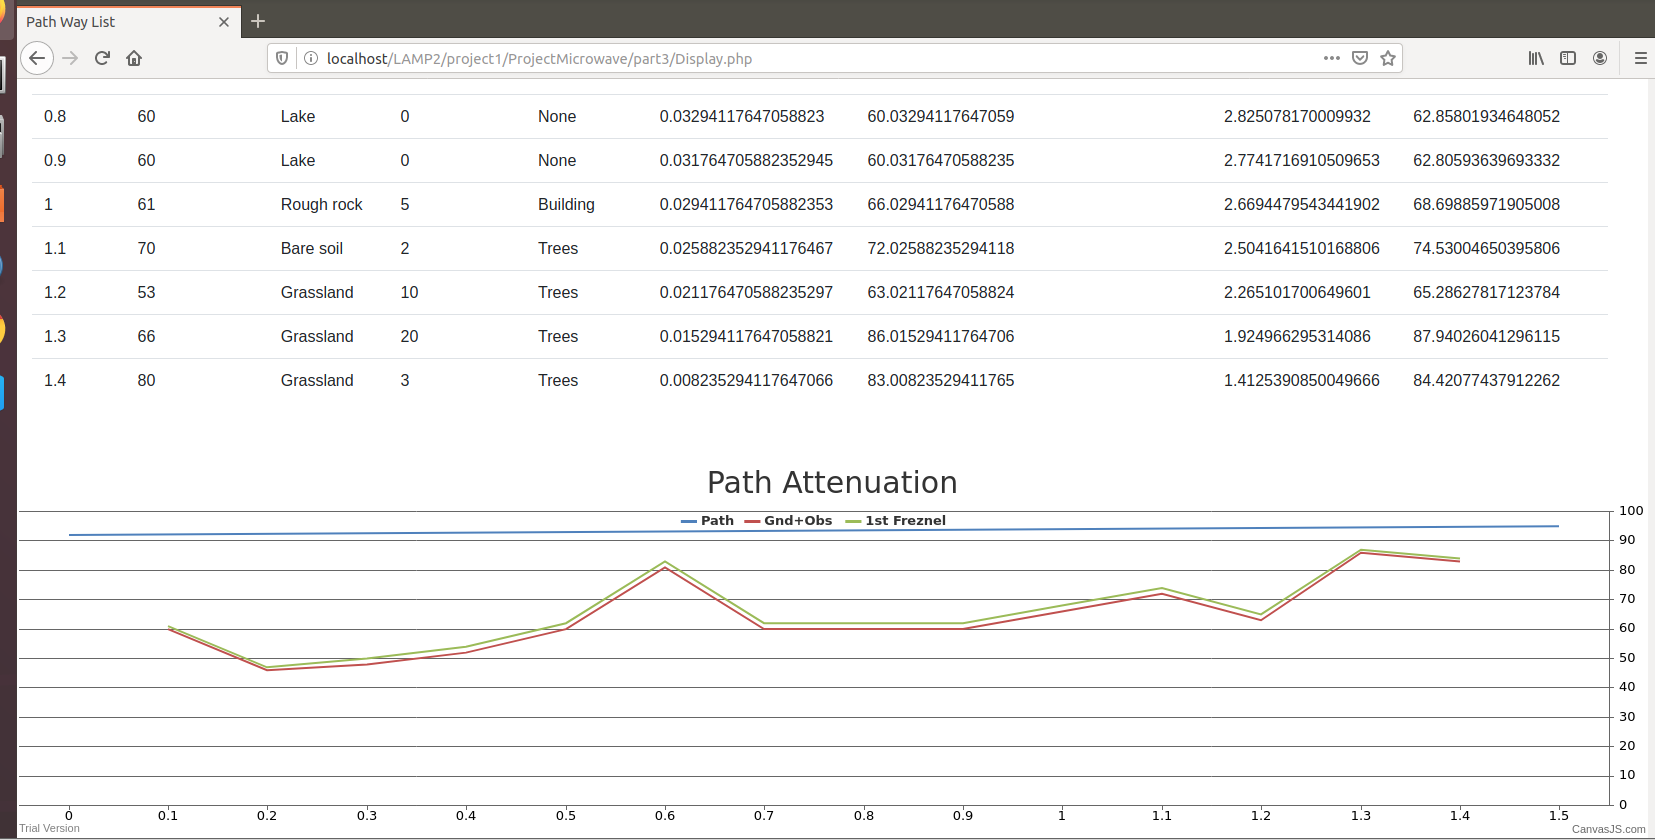 Path Way List
localhost/LAMP2/project1/ProjectMicrowave/part3/Display.php
0.8 60 Lake 0 None 0.03294117647058823 60.03294117647059 2.825078170009932 62.85801934648052
0.9 60 Lake 0 None 0.031764705882352945 60.03176470588235 2.7741716910509653 62.80593639693332
1 61 Rough rock 5 Building 0.029411764705882353 66.02941176470588 2.6694479543441902 68.69885971905008
1.1 70 Bare soil 2 Trees 0.025882352941176467 72.02588235294118 2.5041641510168806 74.53004650395806
1.2 53 Grassland 10 Trees 0.021176470588235297 63.02117647058824 2.265101700649601 65.28627817123784
1.3 66 Grassland 20 Trees 0.015294117647058821 86.01529411764706 1.924966295314086 87.94026041296115
1.4 80 Grassland 3 Trees 0.008235294117647066 83.00823529411765 1.4125390850049666 84.42077437912262
Path Attenuation
Path Gnd+Obs 1st Freznel
100
90
80
70
60
50
40
30
20
10
0
0 0.1 0.2 0.3 0.4 0.5 0.6 0.7 0.8 0.9 1 1.1 1.2 1.3 1.4 1.5
Trial Version CanvasJS.com